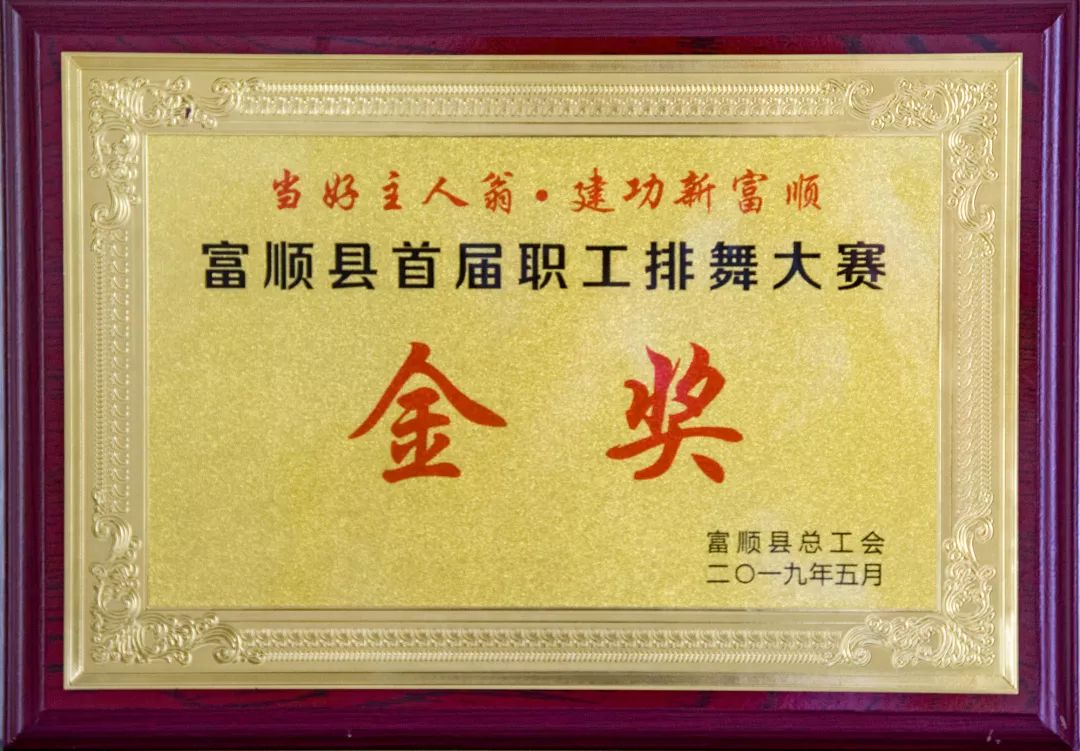 当好主人翁·建功新富顺
富顺县首届职工排舞大赛
金奖
富顺县总工会
二〇一九年五月